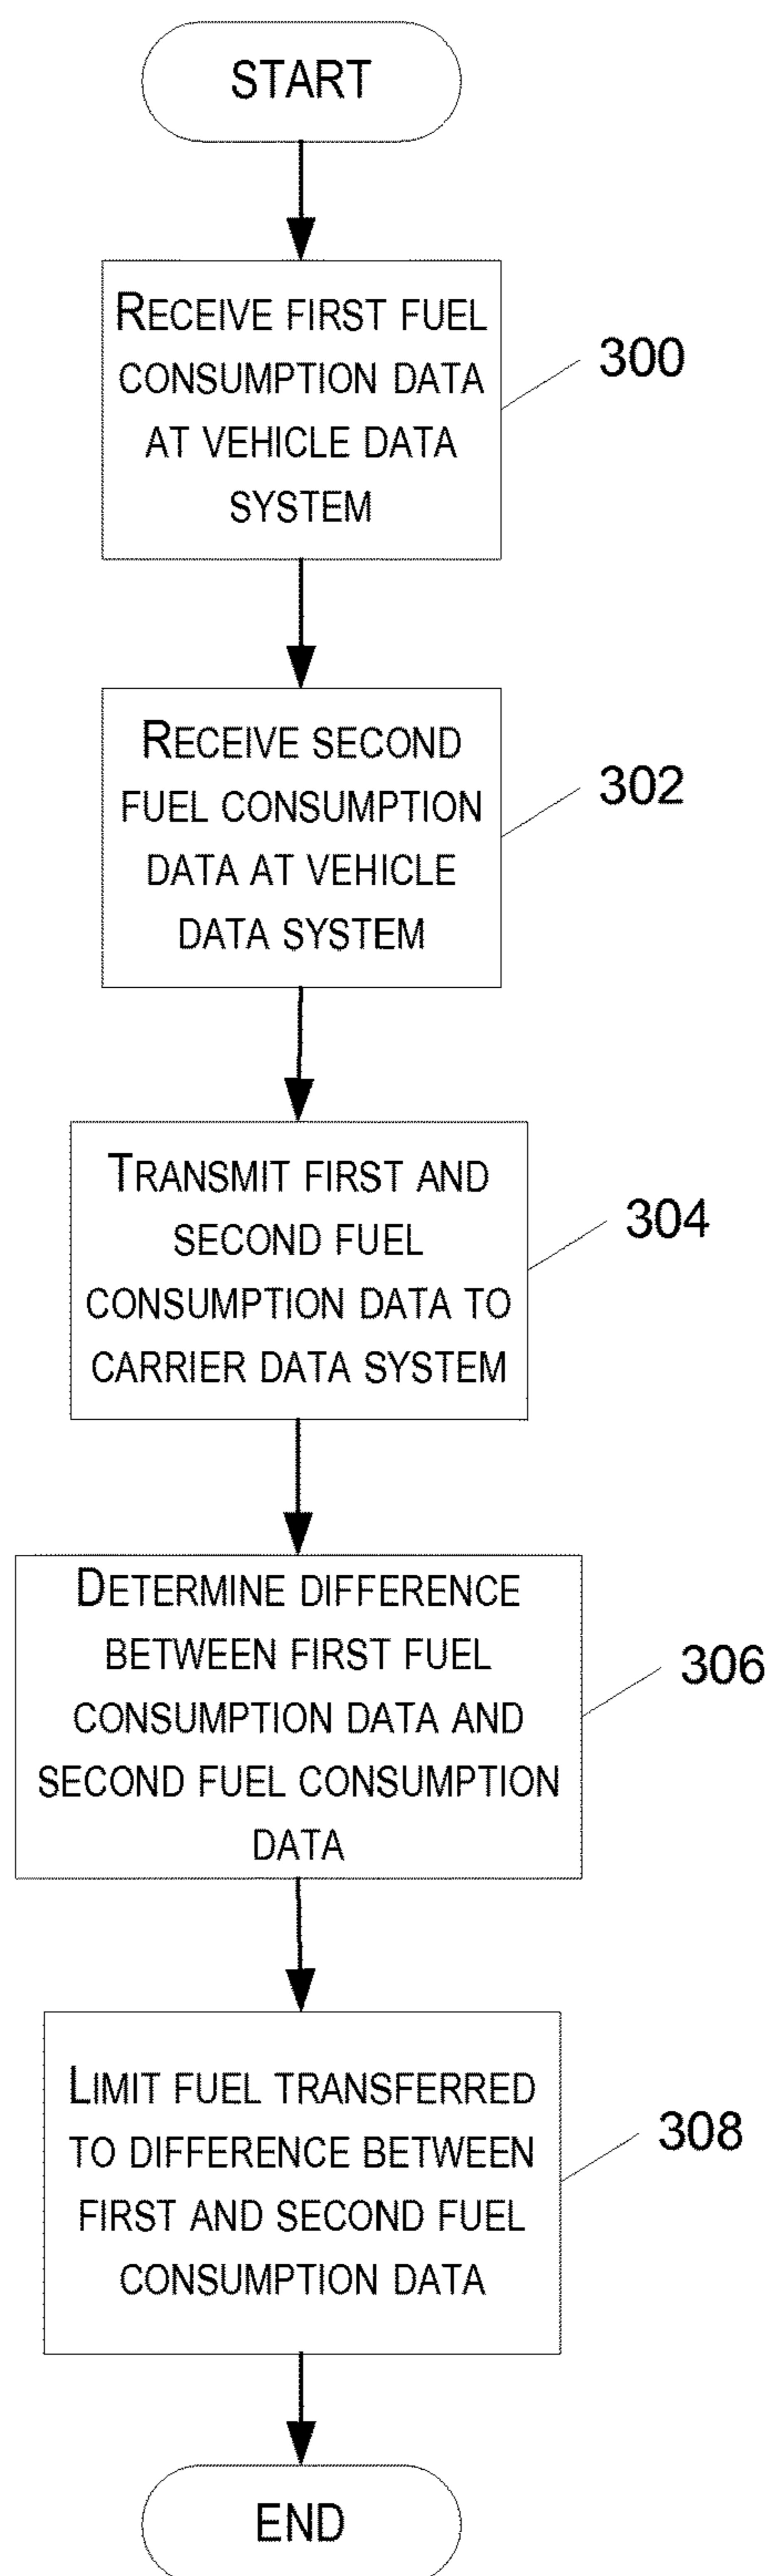 START
RECEIVE FIRST FUEL
CONSUMPTION DATA
AT VEHICLE DATA
SYSTEM
300
RECEIVE SECOND
FUEL CONSUMPTION
DATA AT VEHICLE
DATA SYSTEM
302
TRANSMIT FIRST AND
SECOND FUEL
CONSUMPTION DATA TO
CARRIER DATA SYSTEM
304
DETERMINE DIFFERENCE
BETWEEN FIRST FUEL
CONSUMPTION DATA AND
SECOND FUEL CONSUMPTION
DATA
306
LIMIT FUEL TRANSFERRED
TO DIFFERENCE BETWEEN
FIRST AND SECOND FUEL
CONSUMPTION DATA
308
END